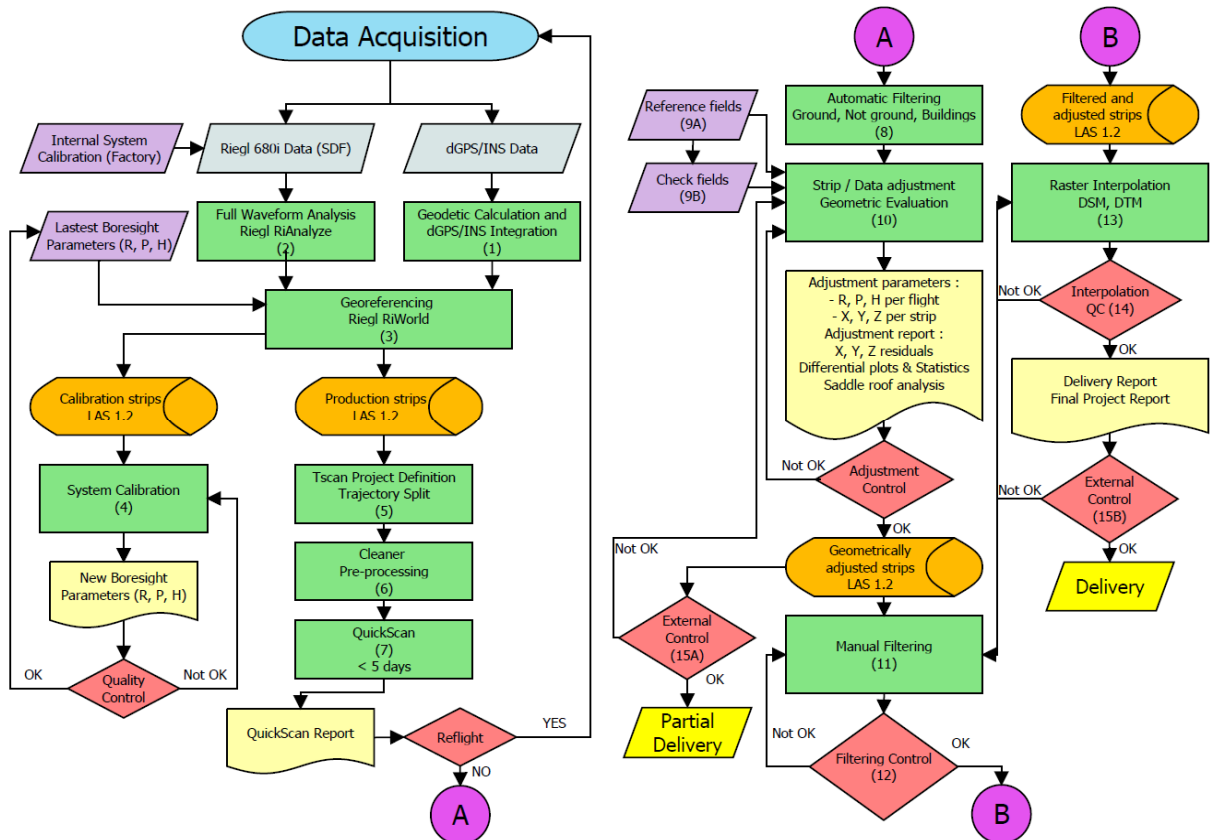 Data Acquisition
Internal System
Calibration (Factory)
Riegl 680i Data (SDF)
dGPS/INS Data
Lastest Boresight
Parameters (R, P, H)
Full Waveform Analysis
Riegl RiAnalyze
(2)
Geodetic Calculation and
dGPS/INS Integration
(1)
Georeferencing
Riegl RiWorld
(3)
Calibration strips
LAS 1.2
Production strips
LAS 1.2
System Calibration
(4)
Tscan Project Definition
Trajectory Split
(5)
New Boresight
Parameters (R, P, H)
Cleaner
Pre-processing
(6)
OK
Quality
Control
Not OK
QuickScan
(7)
< 5 days
QuickScan Report
Reflight
YES
NO
A
A
Reference fields
(9A)
Check fields
(9B)
Automatic Filtering
Ground, Not ground, Buildings
(8)
Strip / Data adjustment
Geometric Evaluation
(10)
Adjustment parameters :
- R, P, H per flight
- X, Y, Z per strip
Adjustment report :
X, Y, Z residuals
Differential plots & Statistics
Saddle roof analysis
Not OK
Adjustment
Control
OK
Not OK
Geometrically
adjusted strips
LAS 1.2
External
Control
(15A)
OK
Partial
Delivery
Manual Filtering
(11)
Not OK
Filtering Control
(12)
OK
B
B
Filtered and
adjusted strips
LAS 1.2
Raster Interpolation
DSM, DTM
(13)
Not OK
Interpolation
QC (14)
OK
Delivery Report
Final Project Report
Not OK
External
Control
(15B)
OK
Delivery